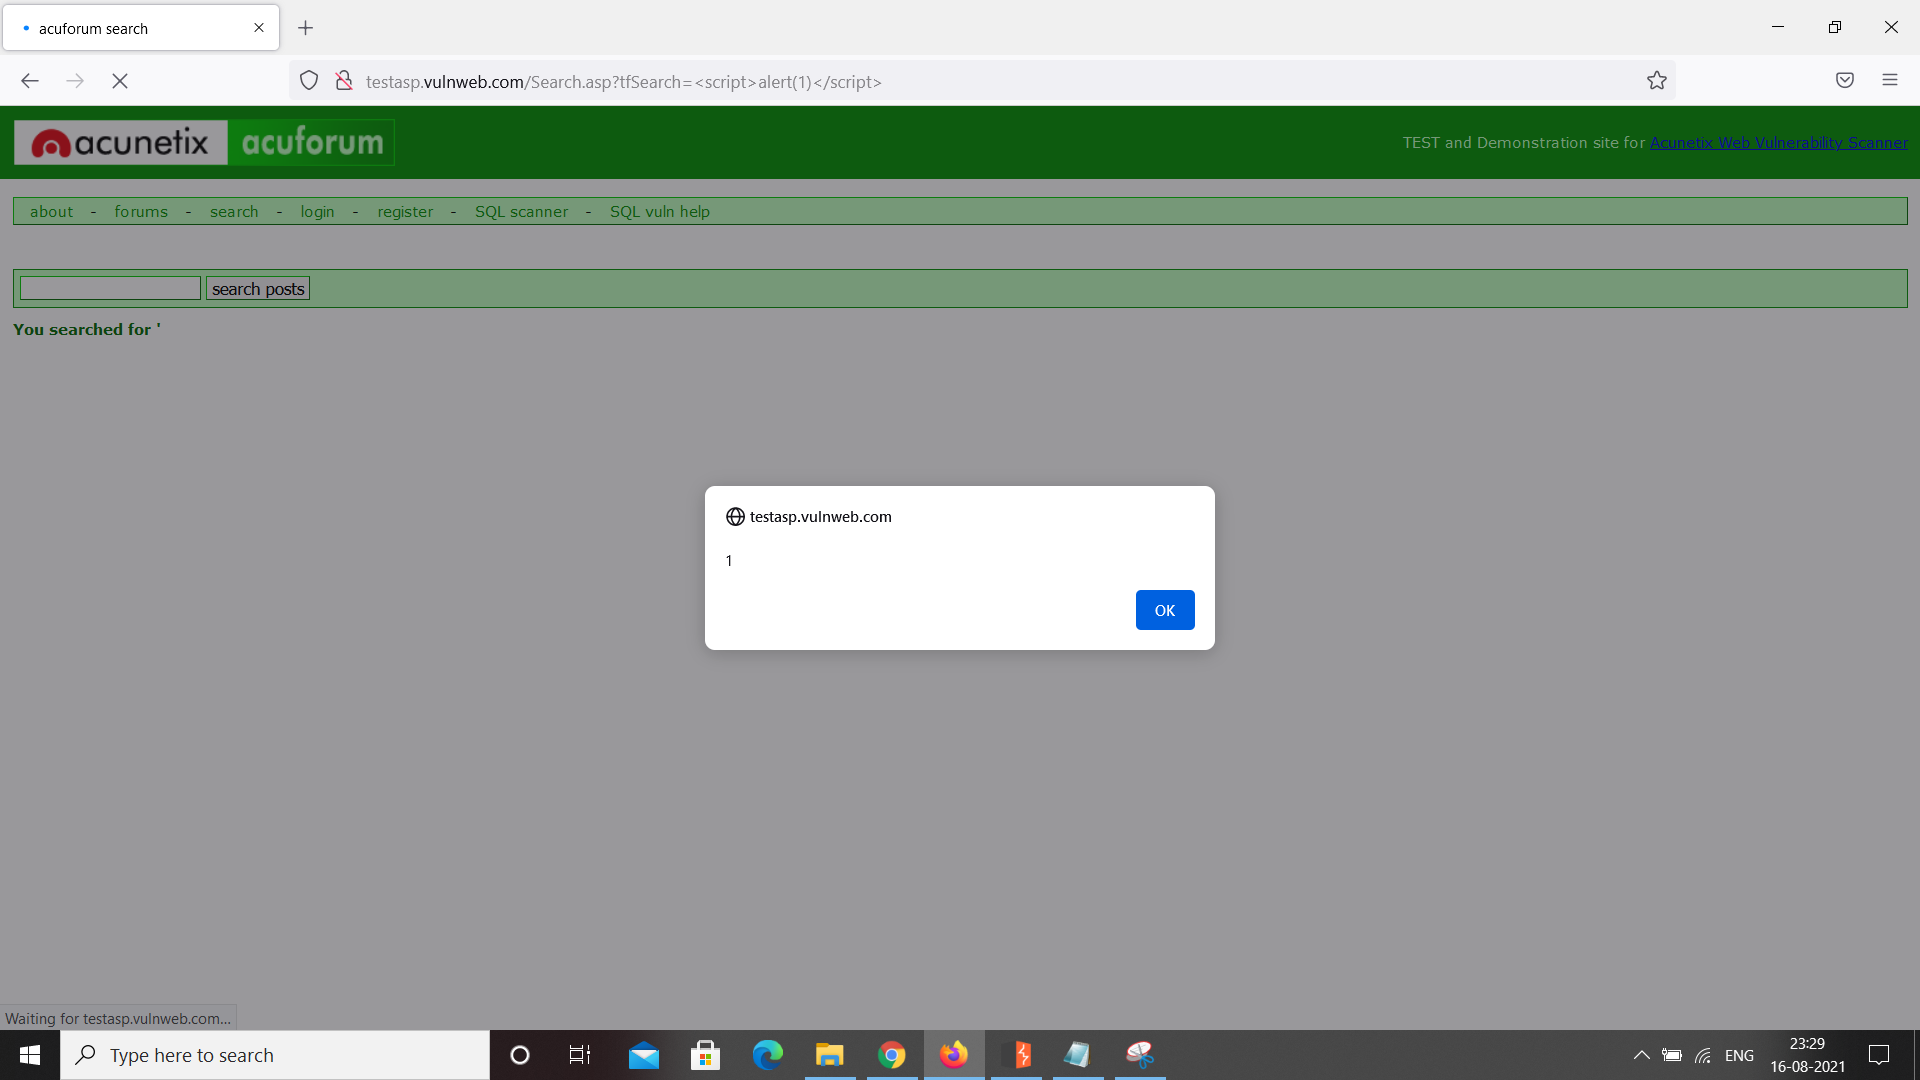 acuforum search
testasp.vulnweb.com/Search.asp?tfSearch=<script>alert(1)</script>
acunetix acuforum
TEST and Demonstration site for Acunetix Web Vulnerability Scanner
about - forums - search - login - register - SQL scanner - SQL vuln help
search posts
You searched for '
testasp.vulnweb.com
1
OK
Waiting for testasp.vulnweb.com...
Type here to search
ENG
23:29
16-08-2021